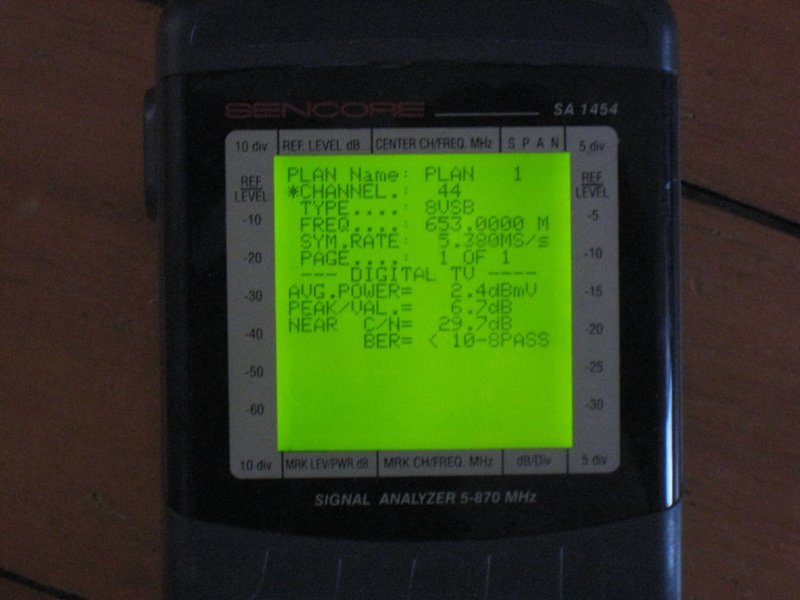 SENCORE SA 1454
10 div REF. LEVEL dB. CENTER CH/FREQ. MHz S P A N 5 div
REF LEVEL
-10
-20
-30
-40
-50
-60
PLAN Name: PLAN 1
*CHANNEL.: 44
TYPE....: 8VSB
FREQ....: 653.0000 M
SYM.RATE: 5.380MS/s
PAGE....: 1 OF 1
--- DIGITAL TV ----
AVG.POWER= 2.4dBmV
PEAK/VAL.= 6.7dB
NEAR C/N= 29.7dB
BER= < 10-8PASS
REF LEVEL
-5
-10
-15
-20
-25
-30
10 div MRK LEV/PWR.dB. MRK CH/FREQ. MHz dB/Div. 5 div
SIGNAL ANALYZER 5-870 MHz